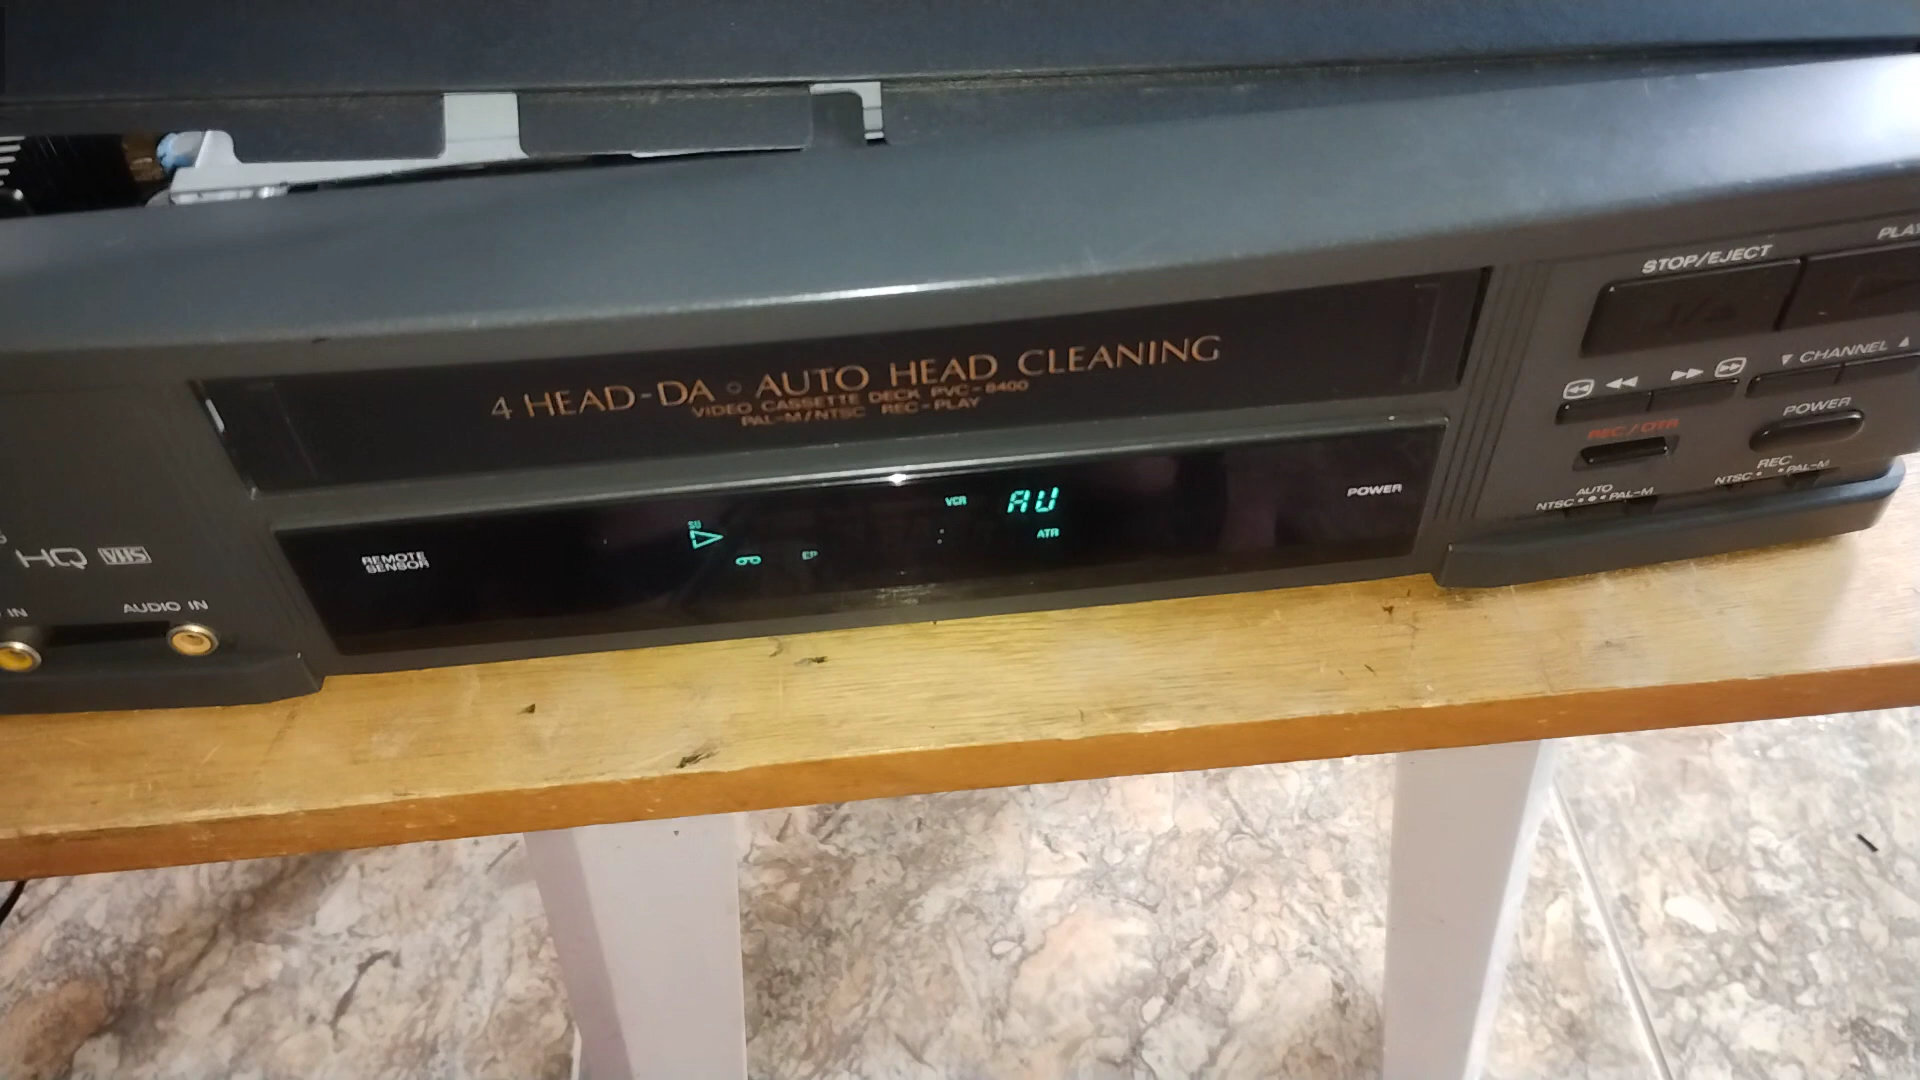 STOP/EJECT
PLA
4 HEAD-DA ○ AUTO HEAD CLEANING
VIDEO CASSETTE DECK PVC-8400
PAL-M/NTSC REC-PLAY
CHANNEL
POWER
REC/OTR
REC
NTSC PAL-M
AUTO
NTSC PAL-M
VCR AU
ATR
POWER
EP
REMOTE
SENSOR
HQ VHS
IN
AUDIO IN